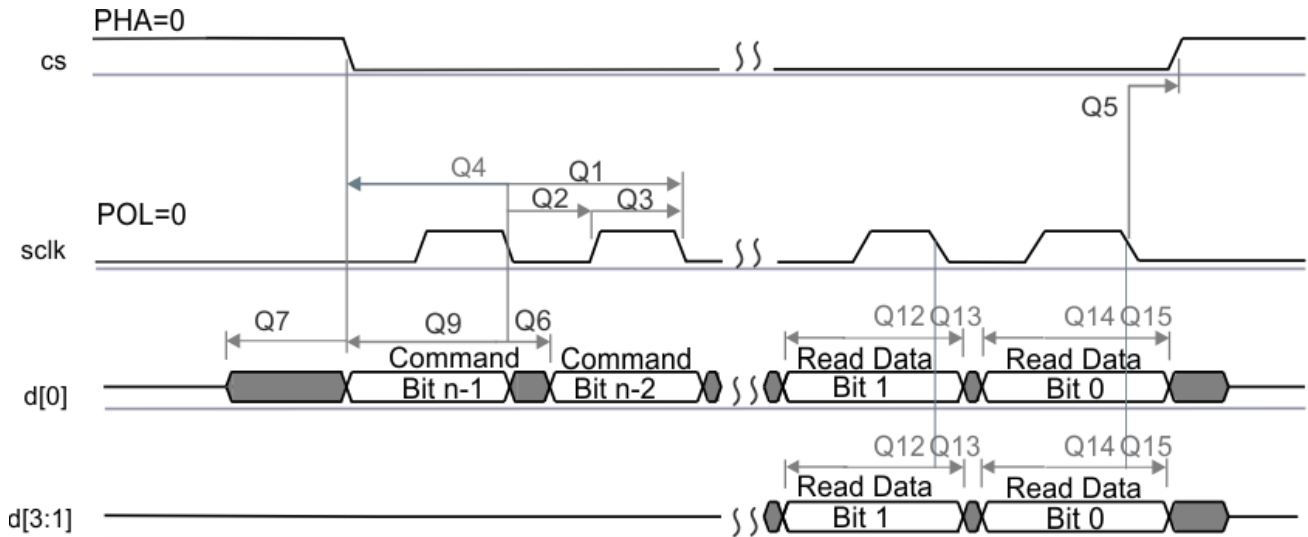 PHA=0
cs
Q5
Q4 Q1
Q2 Q3
POL=0
sclk
Q7 Q9 Q6 Q12 Q13 Q14 Q15
Command Command Read Data Read Data
d[0] Bit n-1 Bit n-2 Bit 1 Bit 0
Q12 Q13 Q14 Q15
Read Data Read Data
d[3:1] Bit 1 Bit 0